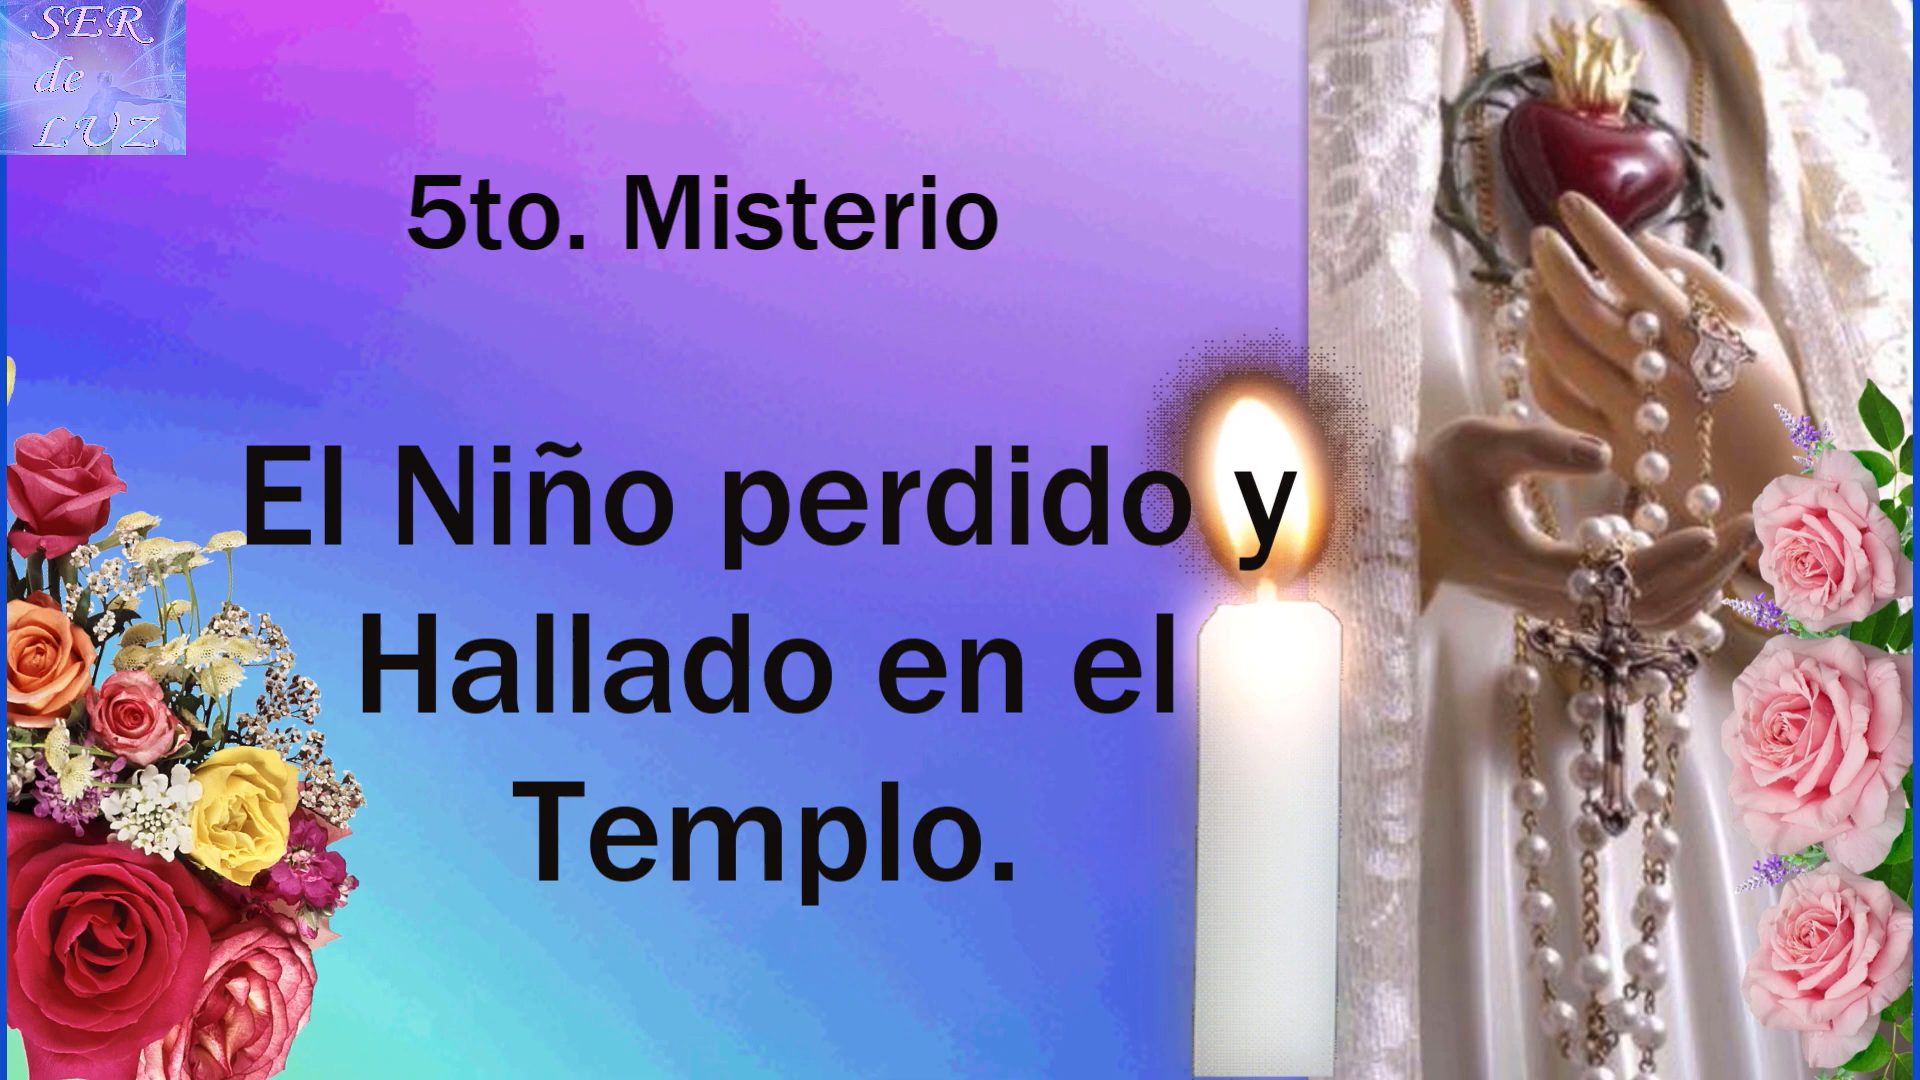 SER
de
LUZ
5to. Misterio
El Niño perdido y
Hallado en el
Templo.